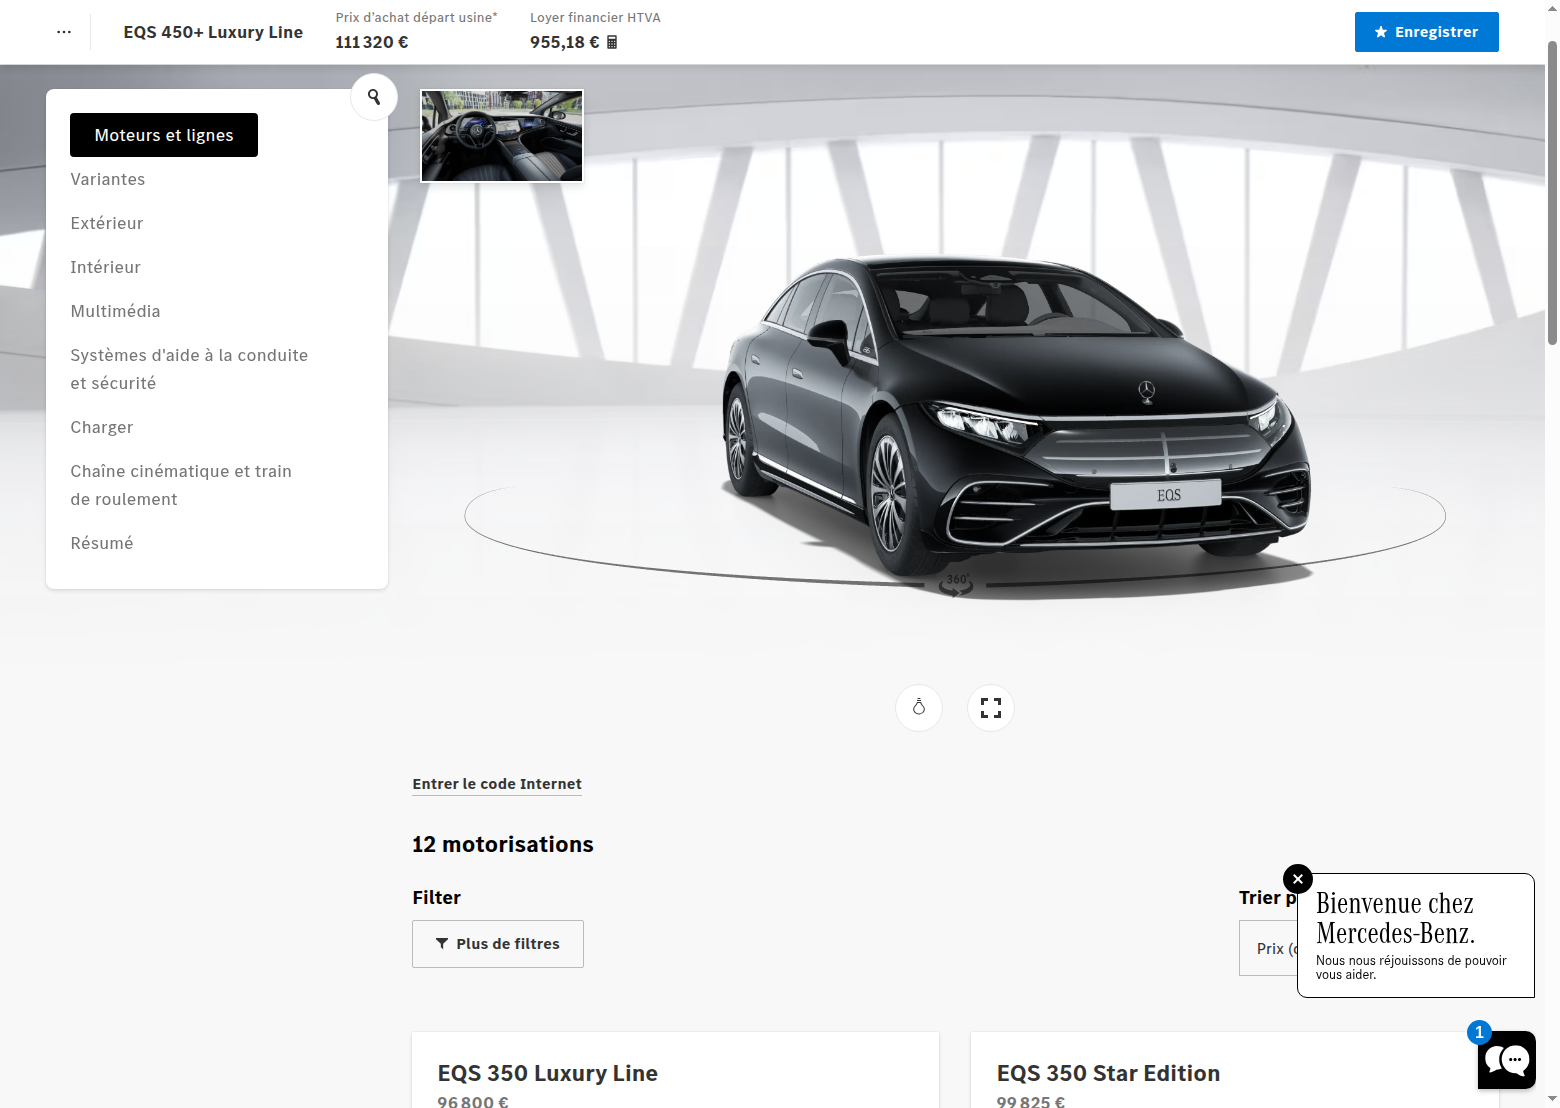 EQS 450+ Luxury Line
Prix d'achat départ usine*
111 320 €
Loyer financier HTVA
955,18 €
Enregistrer
Moteurs et lignes
Variantes
Extérieur
Intérieur
Multimédia
Systèmes d'aide à la conduite
et sécurité
Charger
Chaîne cinématique et train
de roulement
Résumé
EQS
360°
Entrer le code Internet
12 motorisations
Filter
Plus de filtres
Trier p
Prix (
Bienvenue chez
Mercedes-Benz.
Nous nous réjouissons de pouvoir
vous aider.
1
EQS 350 Luxury Line
96 800 €
EQS 350 Star Edition
99 825 €